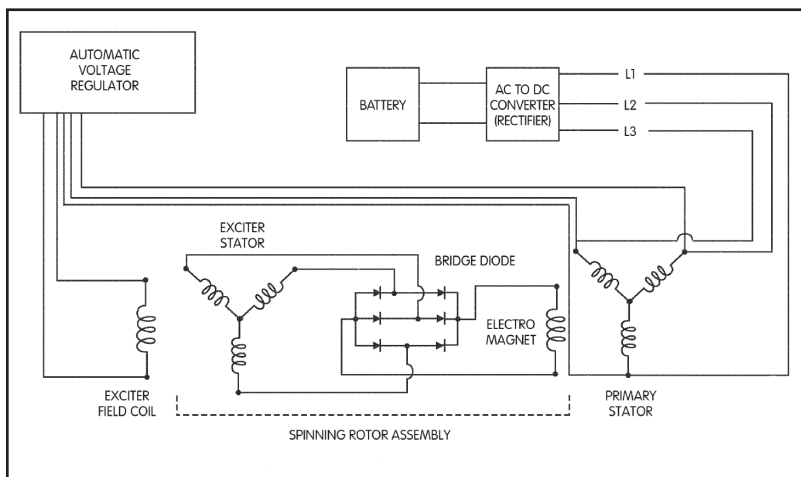 AUTOMATIC
VOLTAGE
REGULATOR
BATTERY
AC TO DC
CONVERTER
(RECTIFIER)
L1
L2
L3
EXCITER
STATOR
BRIDGE DIODE
ELECTRO
MAGNET
EXCITER
FIELD COIL
PRIMARY
STATOR
SPINNING ROTOR ASSEMBLY